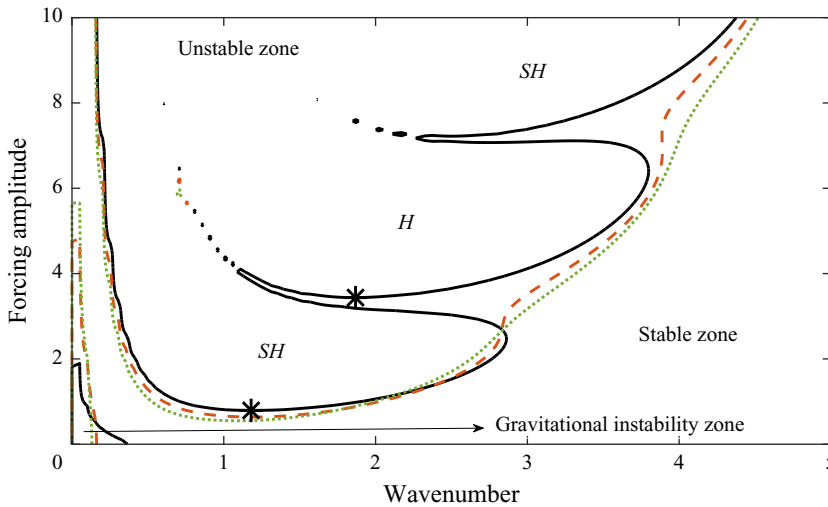 10
8
6
4
2
0
1
2
3
4
5
Forcing amplitude
Wavenumber
Unstable zone
SH
H
SH
Stable zone
Gravitational instability zone